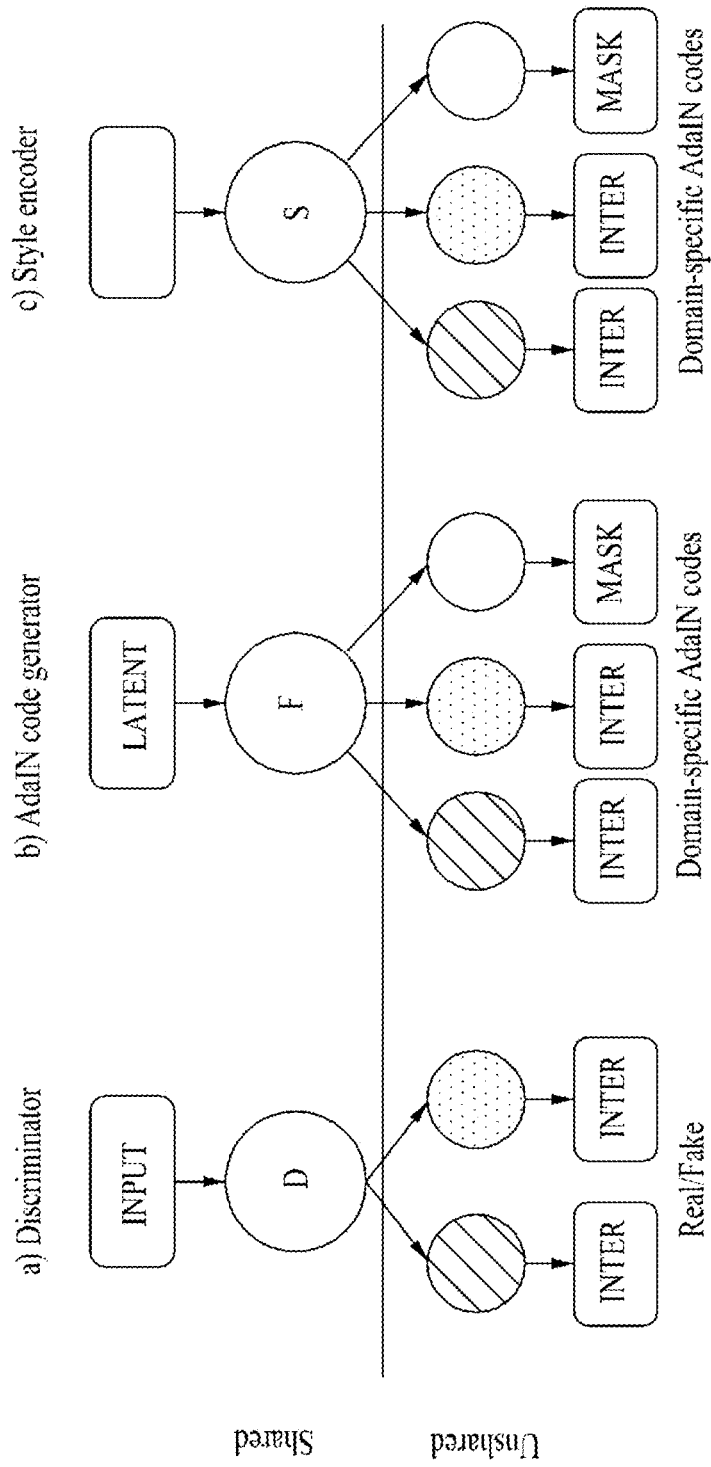 a) Discriminator
b) AdaIN code generator
c) Style encoder
INPUT
LATENT
Shared
D
F
S
Unshared
INTER
INTER
INTER
INTER
MASK
INTER
INTER
MASK
Real/Fake
Domain-specific AdaIN codes
Domain-specific AdaIN codes